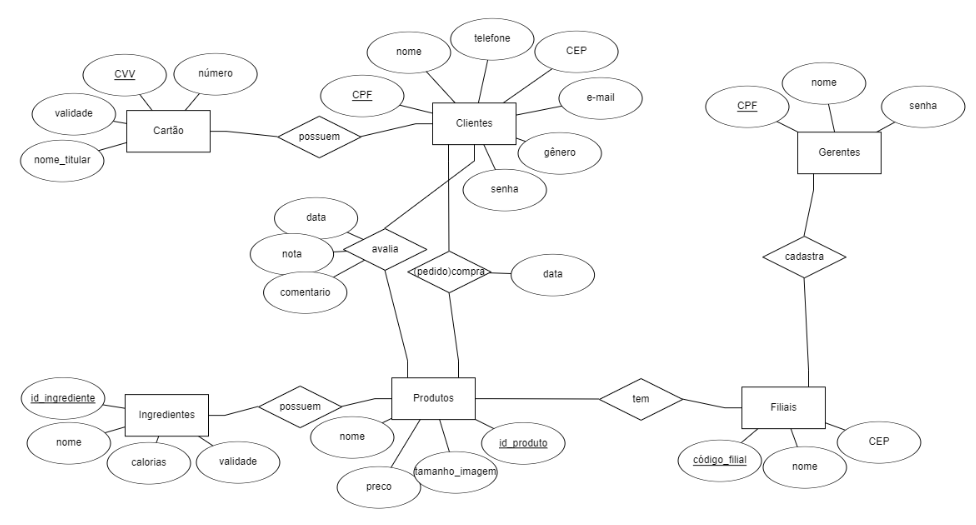 telefone
nome
CEP
CVV
número
CPF
e-mail
validade
Cartão
possuem
Clientes
nome_titular
gênero
senha
nome
CPF
senha
Gerentes
data
nota
avalia
comentario
(pedido)compra
data
cadastra
id_ingrediente
Ingredientes
possuem
Produtos
tem
Filiais
nome
calorias
validade
nome
id_produto
preco
tamanho_imagem
código_filial
nome
CEP